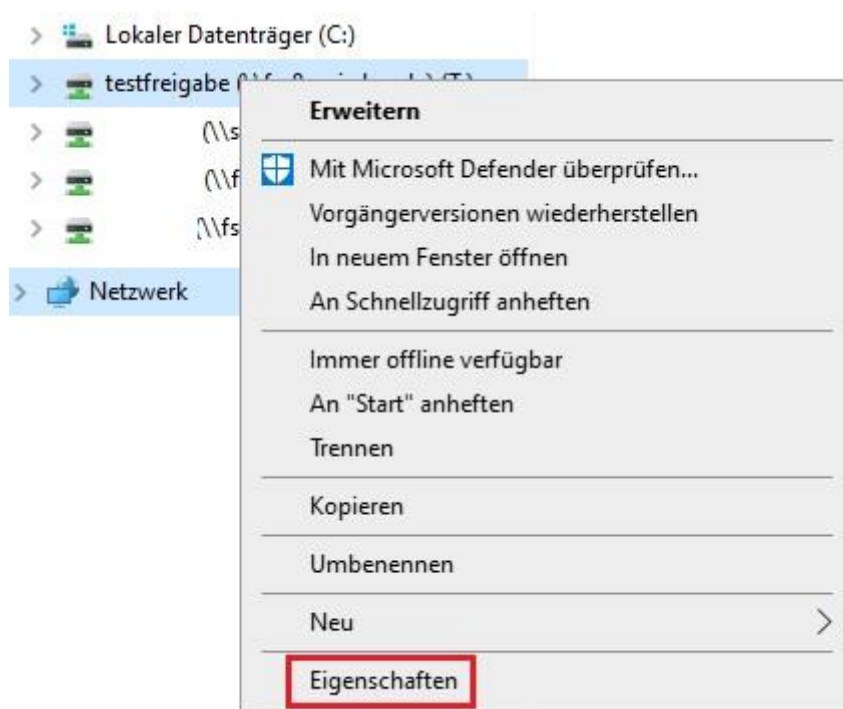 Lokaler Datenträger (C:)
testfreigabe
(\\s
(\\f
(\\fs
Netzwerk
Erweitern
Mit Microsoft Defender überprüfen...
Vorgängerversionen wiederherstellen
In neuem Fenster öffnen
An Schnellzugriff anheften
Immer offline verfügbar
An "Start" anheften
Trennen
Kopieren
Umbenennen
Neu
Eigenschaften